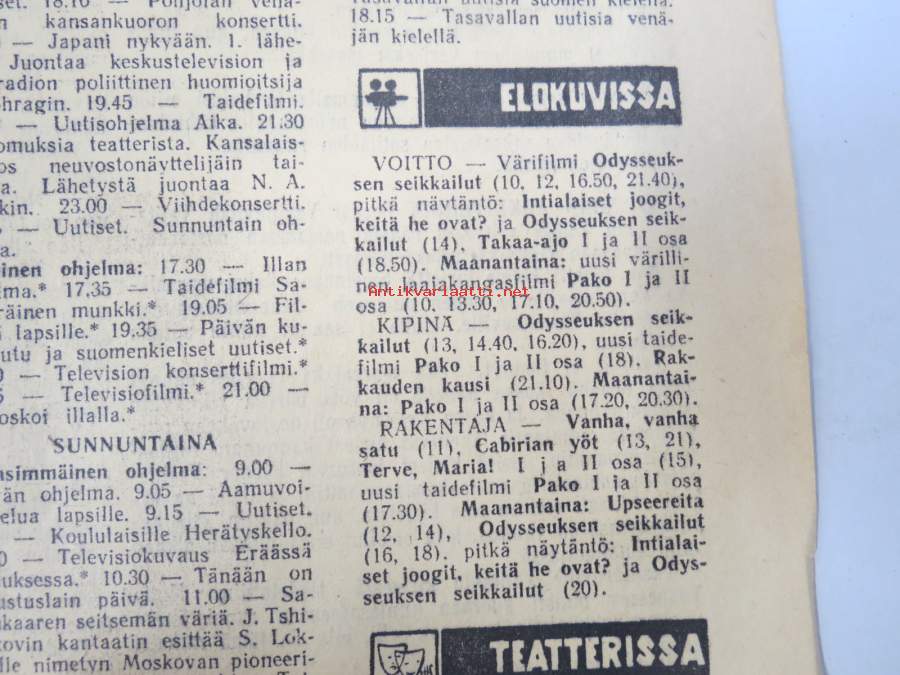 set. 18.10 — Pohjoran venä-
n kansankuoron konsertti.
— Japani nykyään. 1. lähe-
Juontaa keskustelevision ja
radion poliittinen huomioitsija
ohragin. 19.45 — Taidefilmi.
— Uutisohjelma Aika. 21.30
omuksia teatterista. Kansalais-
os neuvostonäyttelijäin tai-
a. Lähetystä juontaa N. A.
kin. 23.00 — Viihdekonsertti.
— Uutiset. Sunnuntain oh-
a.
inen ohjelma: 17.30 — Illan
lma.* 17.35 — Taidefilmi Sa-
räinen munkki.* 19.05 — Fil-
i lapsille.* 19.35 — Päivän ku-
utu ja suomenkieliset uutiset.*
0 — Television konserttifilmi.*
5 — Televisiofilmi.* 21.00 —
oskoi illalla.*
SUNNUNTAINA
nsimmäinen ohjelma: 9.00 —
än ohjelma. 9.05 — Aamuvoi-
elua lapsille. 9.15 — Uutiset.
— Koululaisille Herätyskello.
0 — Televisiokuvaus Eräässä
uksessa.* 10.30 — Tänään on
ustuslain päivä. 11.00 — Sa-
ukaaren seitsemän väriä. J. Tshi-
kovin kantaatin esittää S. Lok-
lle nimetyn Moskovan pioneeri-
Tasavallan uutisia suomen kielellä.
18.15 — Tasavallan uutisia venä-
jän kielellä.
ELOKUVISSA
VOITTO — Värifilmi Odysseuk-
sen seikkailut (10, 12, 16.50, 21.40),
pitkä näytäntö: Intialaiset joogit,
keitä he ovat? ja Odysseuksen seik-
kailut (14), Takaa-ajo I ja II osa
(18.50). Maanantaina: uusi värilli-
nen laajakangasfilmi Pako I ja II
osa (10, 13.30, 17.10, 20.50).
Antikvariaatti.net
KIPINÄ — Odysseuksen seik-
kailut (13, 14.40, 16.20), uusi taide-
filmi Pako I ja II osa (18). Rak-
kauden kausi (21.10). Maanantai-
na: Pako I ja II osa (17.20, 20.30).
RAKENTAJA — Vanha, vanha
satu (11), Cabirian yöt (13, 21),
Terve, Maria! I ja II osa (15),
uusi taidefilmi Pako I ja II osa
(17.30). Maanantaina: Upseereita
(12, 14), Odysseuksen seikkailut
(16, 18). pitkä näytäntö: Intialai-
set joogit, keitä he ovat? ja Odys-
seuksen seikkailut (20).
TEATTERISSA